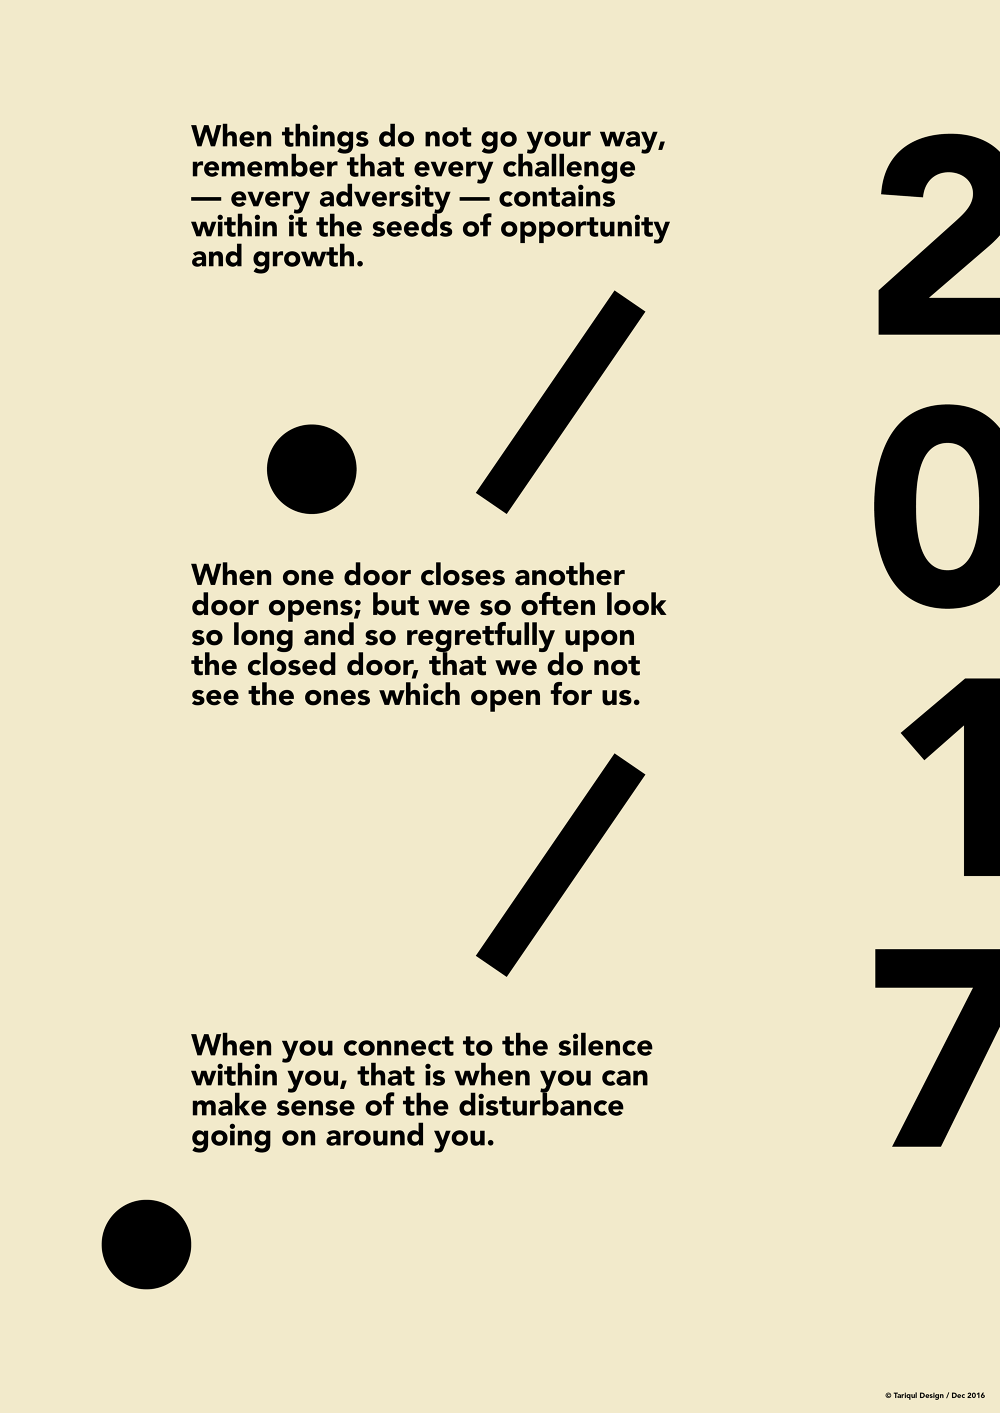 When things do not go your way,
remember that every challenge
— every adversity — contains
within it the seeds of opportunity
and growth.
When one door closes another
door opens; but we so often look
so long and so regretfully upon
the closed door, that we do not
see the ones which open for us.
When you connect to the silence
within you, that is when you can
make sense of the disturbance
going on around you.
2
0
1
7
© Tariqul Design / Dec 2016